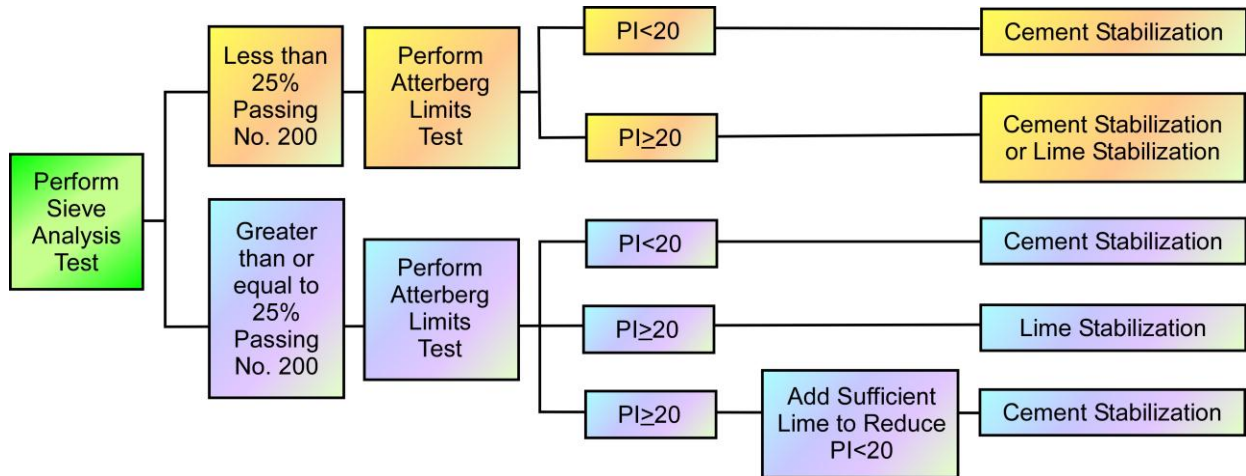 Perform
Sieve
Analysis
Test
Less than
25%
Passing
No. 200
Perform
Atterberg
Limits
Test
PI<20
Cement Stabilization
PI≥20
Cement Stabilization
or Lime Stabilization
Greater
than or
equal to
25%
Passing
No. 200
Perform
Atterberg
Limits
Test
PI<20
Cement Stabilization
PI≥20
Lime Stabilization
PI≥20
Add Sufficient
Lime to Reduce
PI<20
Cement Stabilization